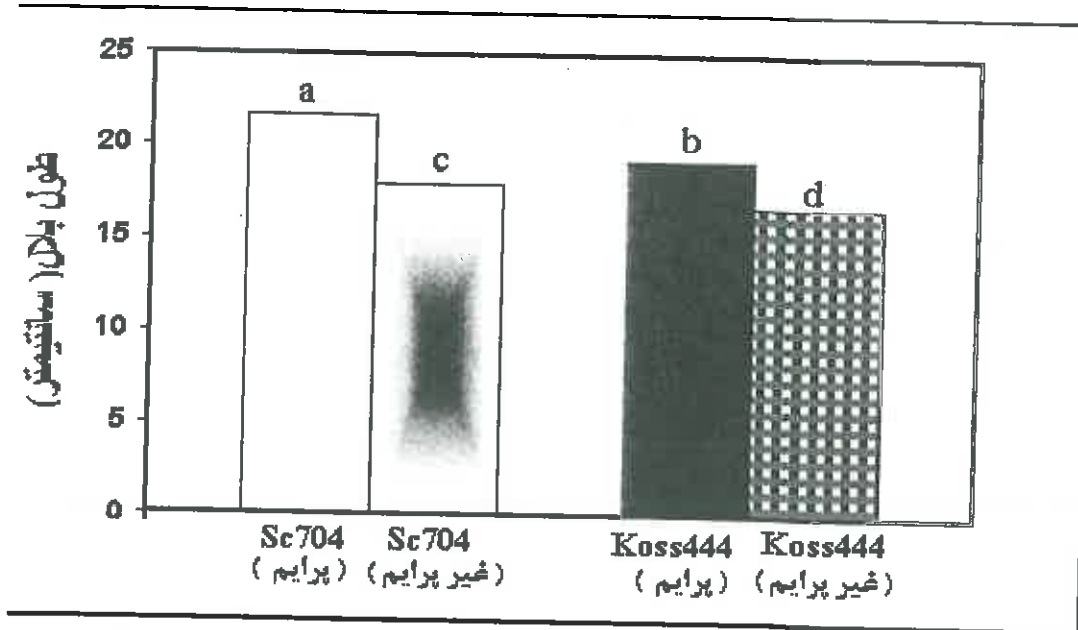 طول بلال( سانتیمتر)
25
20
15
10
5
0
a
c
b
d
Sc704
(پرایم )
Sc704
(غیر پرایم )
Koss444
(پرایم )
Koss444
(غیر پرایم )